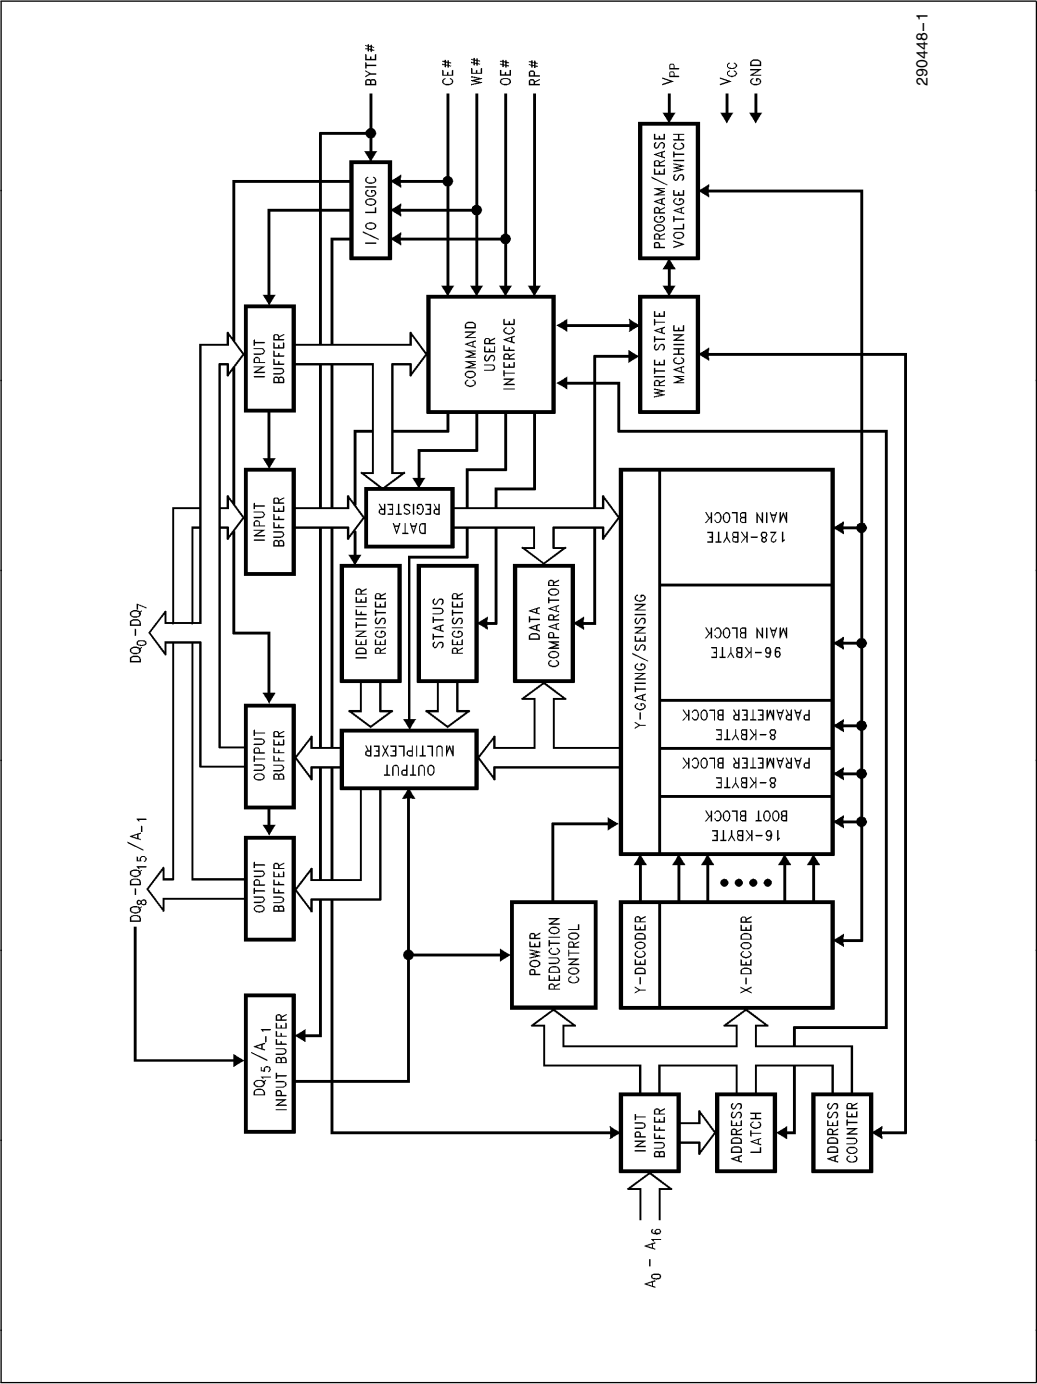 DQ8-DQ15/A-1
DQ0-DQ7
DQ15/A-1
INPUT BUFFER
OUTPUT
BUFFER
OUTPUT
BUFFER
INPUT
BUFFER
INPUT
BUFFER
I/O LOGIC
BYTE#
CE#
WE#
OE#
RP#
OUTPUT
MULTIPLEXER
IDENTIFIER
REGISTER
STATUS
REGISTER
DATA
REGISTER
COMMAND
USER
INTERFACE
POWER
REDUCTION
CONTROL
DATA
COMPARATOR
A0 - A16
INPUT
BUFFER
Y-DECODER
X-DECODER
Y-GATING/SENSING
16-KBYTE
BOOT BLOCK
8-KBYTE
PARAMETER BLOCK
8-KBYTE
PARAMETER BLOCK
96-KBYTE
MAIN BLOCK
128-KBYTE
MAIN BLOCK
WRITE STATE
MACHINE
PROGRAM/ERASE
VOLTAGE SWITCH
VPP
VCC
GND
ADDRESS
LATCH
ADDRESS
COUNTER
290448-1